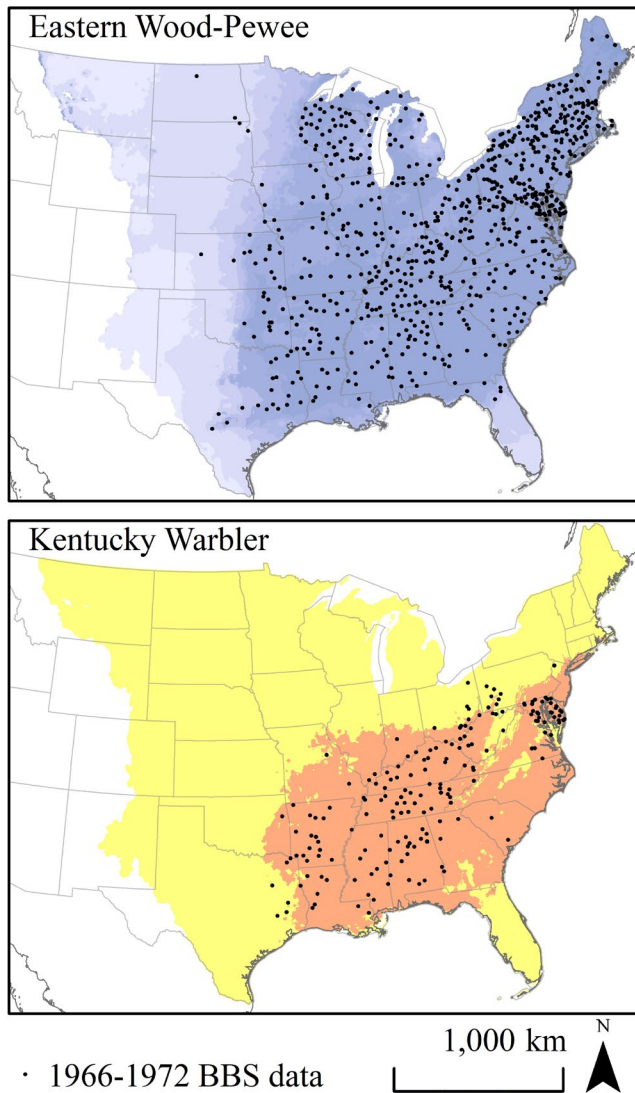 Eastern Wood-Pewee
Kentucky Warbler
1,000 km
N
· 1966-1972 BBS data